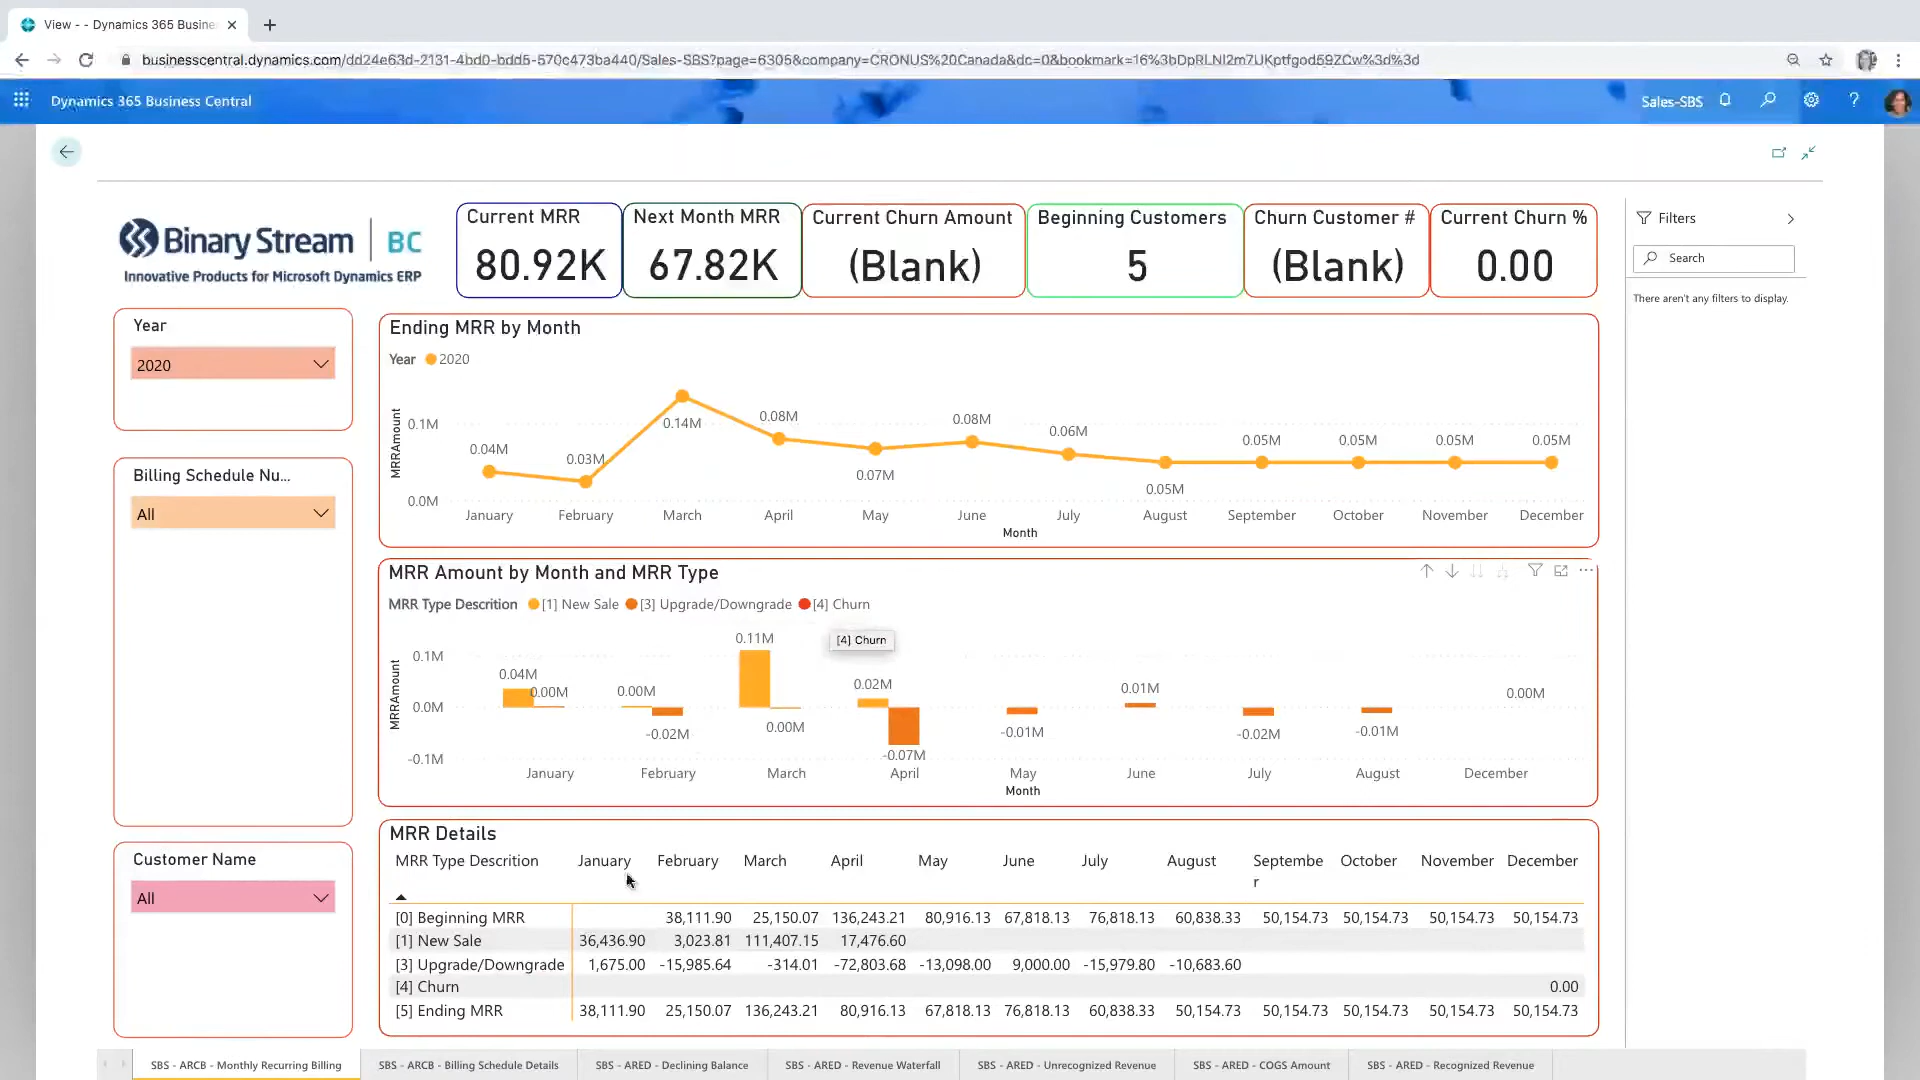 View - - Dynamics 365 Busine
businesscentral.dynamics.com/dd24e63d-2131-4bd0-bdd5-570c473ba440/Sales-SBS?page=6305&company=CRONUS%20Canada&dc=0&bookmark=16%3bDpRLNl2m7UKptfgod59ZCw%3d%3d
Dynamics 365 Business Central
Sales-SBS
?
Binary Stream | BC
Innovative Products for Microsoft Dynamics ERP
Current MRR
80.92K
Next Month MRR
67.82K
Current Churn Amount
(Blank)
Beginning Customers
5
Churn Customer #
(Blank)
Current Churn %
0.00
Filters
Search
There aren't any filters to display.
Year
2020
Billing Schedule Nu...
All
Customer Name
All
Ending MRR by Month
Year 2020
MRRAmount
0.1M
0.0M
0.04M 0.03M 0.14M 0.08M 0.07M 0.08M 0.06M 0.05M 0.05M 0.05M 0.05M 0.05M
January February March April May June July August September October November December
Month
MRR Amount by Month and MRR Type
MRR Type Descrition [1] New Sale [3] Upgrade/Downgrade [4] Churn
[4] Churn
MRRAmount
0.1M
0.0M
-0.1M
0.04M 0.00M 0.00M -0.02M 0.11M 0.00M 0.02M -0.07M -0.01M 0.01M -0.02M -0.01M 0.00M
January February March April May June July August December
Month
MRR Details
MRR Type Descrition January February March April May June July August Septembe October November December
r
[0] Beginning MRR 38,111.90 25,150.07 136,243.21 80,916.13 67,818.13 76,818.13 60,838.33 50,154.73 50,154.73 50,154.73 50,154.73
[1] New Sale 36,436.90 3,023.81 111,407.15 17,476.60
[3] Upgrade/Downgrade 1,675.00 -15,985.64 -314.01 -72,803.68 -13,098.00 9,000.00 -15,979.80 -10,683.60
[4] Churn 0.00
[5] Ending MRR 38,111.90 25,150.07 136,243.21 80,916.13 67,818.13 76,818.13 60,838.33 50,154.73 50,154.73 50,154.73 50,154.73 50,154.73
SBS - ARCB - Monthly Recurring Billing
SBS - ARCB - Billing Schedule Details
SBS - ARED - Declining Balance
SBS - ARED - Revenue Waterfall
SBS - ARED - Unrecognized Revenue
SBS - ARED - COGS Amount
SBS - ARED - Recognized Revenue